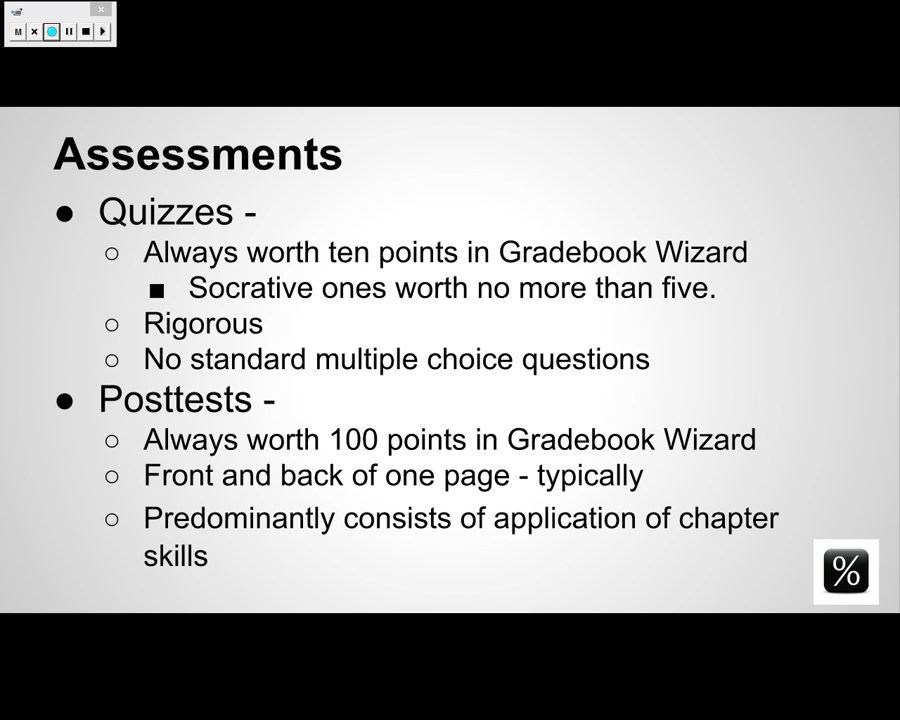 M
Assessments
● Quizzes -
○ Always worth ten points in Gradebook Wizard
■ Socrative ones worth no more than five.
○ Rigorous
○ No standard multiple choice questions
● Posttests -
○ Always worth 100 points in Gradebook Wizard
○ Front and back of one page - typically
○ Predominantly consists of application of chapter
skills
%